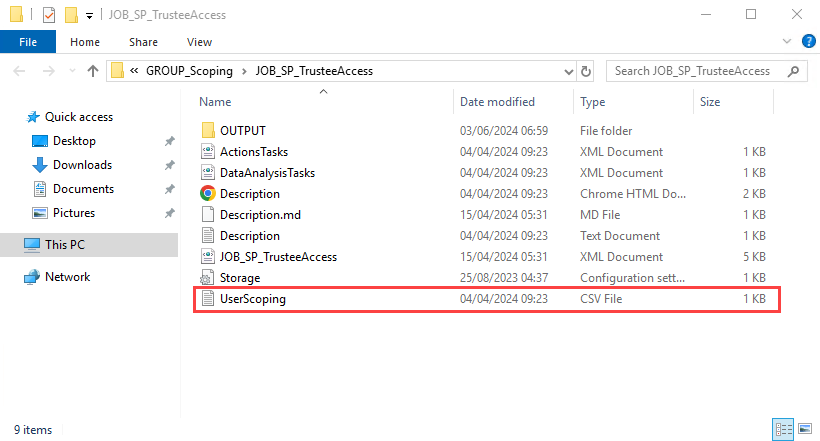 JOB_SP_TrusteeAccess
File Home Share View
« GROUP_Scoping > JOB_SP_TrusteeAccess Search JOB_SP_TrusteeAccess
Name Date modified Type Size
Quick access
Desktop
Downloads
Documents
Pictures
This PC
Network
OUTPUT 03/06/2024 06:59 File folder
ActionsTasks 04/04/2024 09:23 XML Document 1 KB
DataAnalysisTasks 04/04/2024 09:23 XML Document 1 KB
Description 04/04/2024 09:23 Chrome HTML Do... 2 KB
Description.md 15/04/2024 05:31 MD File 1 KB
Description 04/04/2024 09:23 Text Document 1 KB
JOB_SP_TrusteeAccess 15/04/2024 05:31 XML Document 5 KB
Storage 25/08/2023 04:37 Configuration sett... 1 KB
UserScoping 04/04/2024 09:23 CSV File 1 KB
9 items